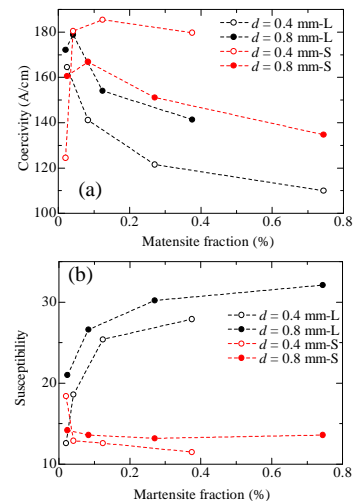 (a)
d = 0.4 mm-L
d = 0.8 mm-L
d = 0.4 mm-S
d = 0.8 mm-S
Coercivity (A/cm)
180
160
140
120
100
0 0.2 0.4 0.6 0.8
Matensite fraction (%)
(b)
d = 0.4 mm-L
d = 0.8 mm-L
d = 0.4 mm-S
d = 0.8 mm-S
Susceptibility
30
20
10
0 0.2 0.4 0.6 0.8
Martensite fraction (%)